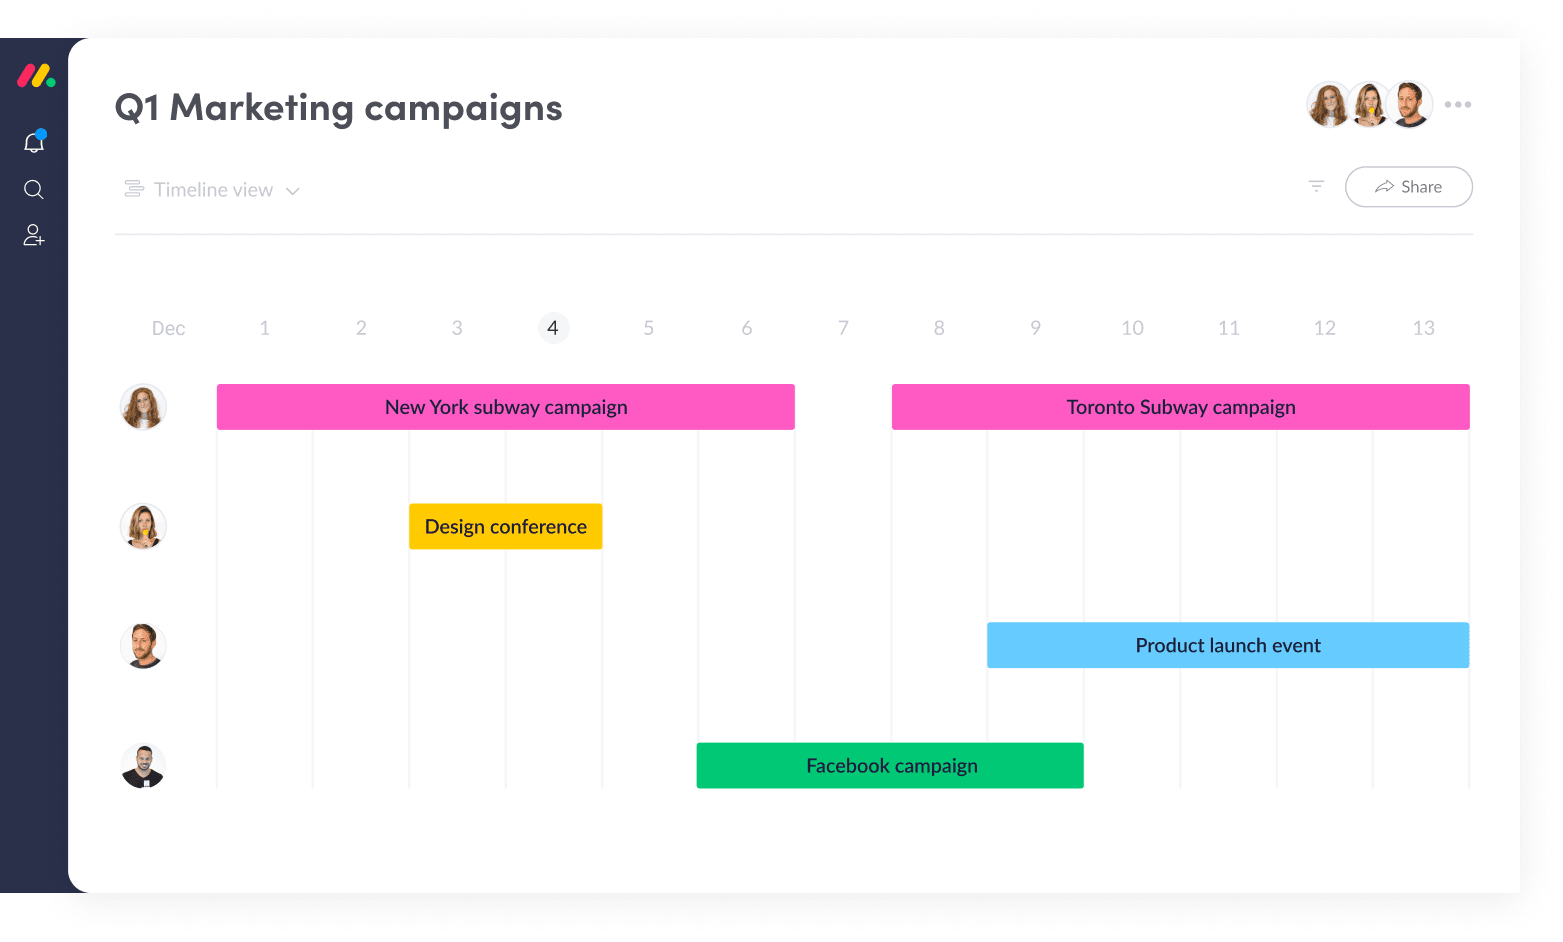 Q1 Marketing campaigns
Timeline view
Share
Dec 1 2 3 4 5 6 7 8 9 10 11 12 13
New York subway campaign Toronto Subway campaign
Design conference
Product launch event
Facebook campaign